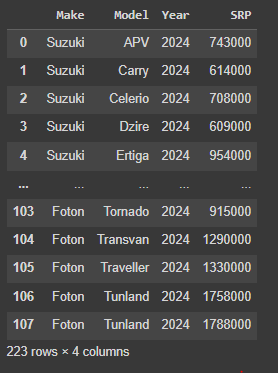 Make Model Year SRP
0 Suzuki APV 2024 743000
1 Suzuki Carry 2024 614000
2 Suzuki Celerio 2024 708000
3 Suzuki Dzire 2024 609000
4 Suzuki Ertiga 2024 954000
... ... ... ... ...
103 Foton Tornado 2024 915000
104 Foton Transvan 2024 1290000
105 Foton Traveller 2024 1330000
106 Foton Tunland 2024 1758000
107 Foton Tunland 2024 1788000
223 rows × 4 columns